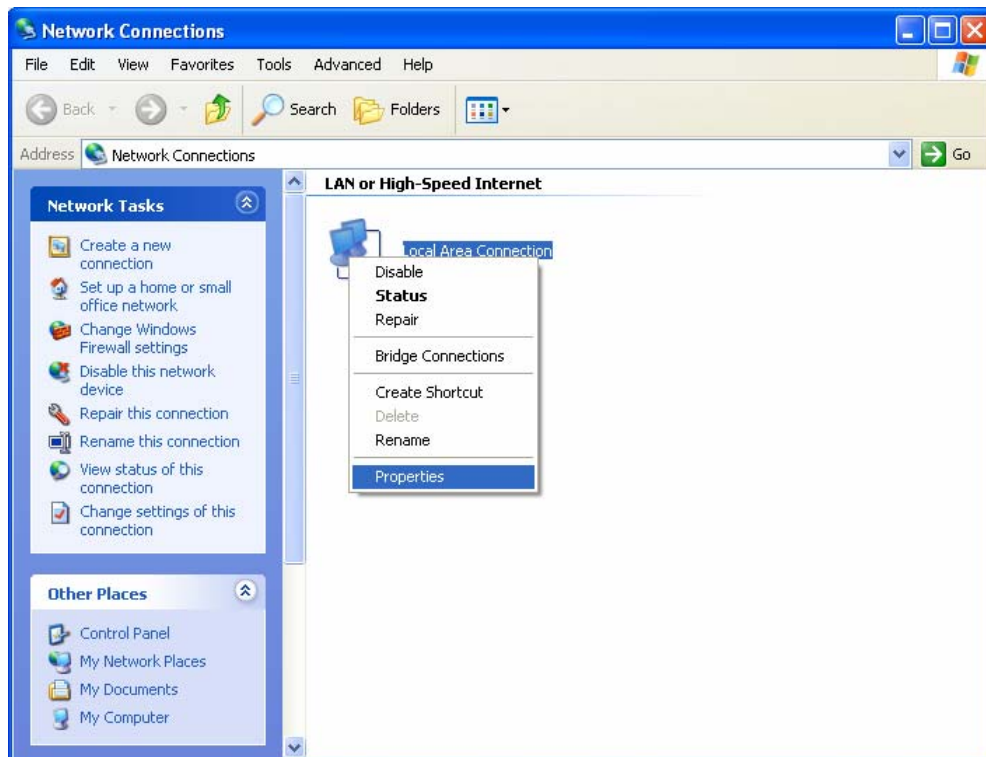 Network Connections
File Edit View Favorites Tools Advanced Help
Back Search Folders
Address Network Connections Go
Network Tasks
Create a new
connection
Set up a home or small
office network
Change Windows
Firewall settings
Disable this network
device
Repair this connection
Rename this connection
View status of this
connection
Change settings of this
connection
Other Places
Control Panel
My Network Places
My Documents
My Computer
LAN or High-Speed Internet
Local Area Connection
Disable
Status
Repair
Bridge Connections
Create Shortcut
Delete
Rename
Properties